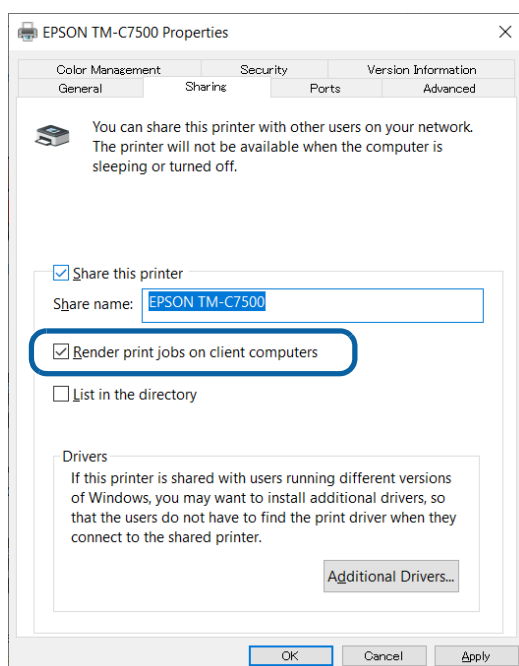 EPSON TM-C7500 Properties
Color Management Security Version Information
General Sharing Ports Advanced
You can share this printer with other users on your network.
The printer will not be available when the computer is
sleeping or turned off.
Share this printer
Share name: EPSON TM-C7500
Render print jobs on client computers
List in the directory
Drivers
If this printer is shared with users running different versions
of Windows, you may want to install additional drivers, so
that the users do not have to find the print driver when they
connect to the shared printer.
Additional Drivers...
OK Cancel Apply